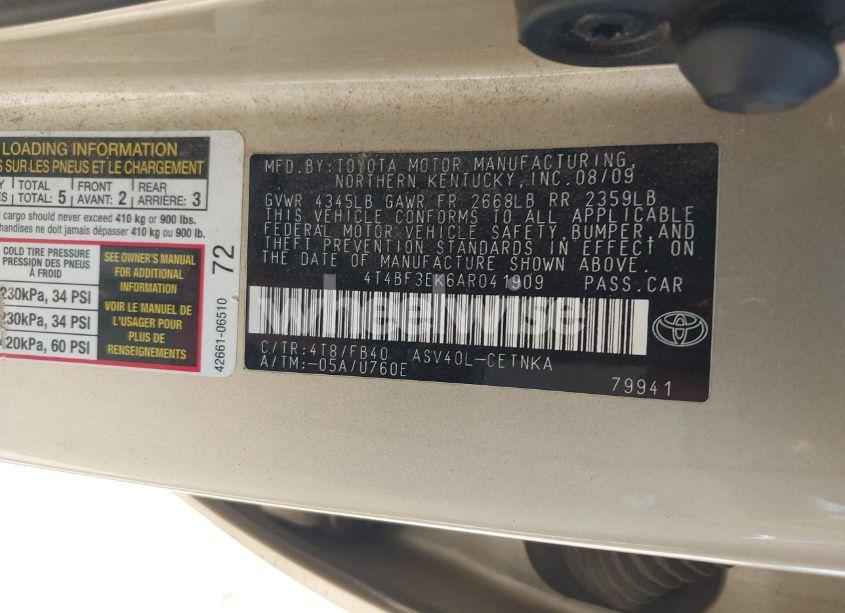 LOADING INFORMATION
SUR LES PNEUS ET LE CHARGEMENT
TOTAL FRONT REAR
TOTAL: 5 AVANT: 2 ARRIÈRE: 3
cargo should never exceed 410 kg or 900 lbs.
ne doit jamais dépasser 410 kg ou 900 lb.
COLD TIRE PRESSURE
PRESSION DES PNEUS
À FROID
230kPa, 34 PSI
230kPa, 34 PSI
420kPa, 60 PSI
SEE OWNER'S MANUAL
FOR ADDITIONAL
INFORMATION
VOIR LE MANUEL DE
L'USAGER POUR
PLUS DE
RENSEIGNEMENTS
72
42661-06510
MFD.BY:TOYOTA MOTOR MANUFACTURING,
NORTHERN KENTUCKY, INC. 08/09
GVWR 4345LB GAWR FR 2668LB RR 2359LB
THIS VEHICLE CONFORMS TO ALL APPLICABLE
FEDERAL MOTOR VEHICLE SAFETY, BUMPER, AND
THEFT PREVENTION STANDARDS IN EFFECT ON
THE DATE OF MANUFACTURE SHOWN ABOVE.
4T4BF3EK6AR041909 PASS.CAR
wheelwise
C/TR:4T8/FB40 ASV40L-CETNKA
A/TM:-05A/U760E
79941